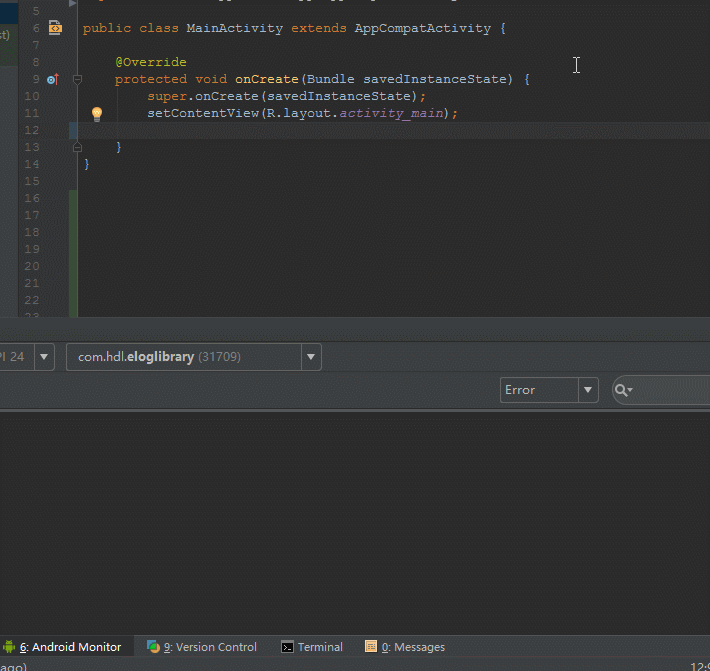 5
6 public class MainActivity extends AppCompatActivity {
7
8 @Override
9 protected void onCreate(Bundle savedInstanceState) {
10 super.onCreate(savedInstanceState);
11 setContentView(R.layout.activity_main);
12
13 }
14 }
15
16
17
18
19
20
21
22
23
PI 24 com.hdl.eloglibrary (31709)
Error
6: Android Monitor 9: Version Control Terminal 0: Messages
ago)